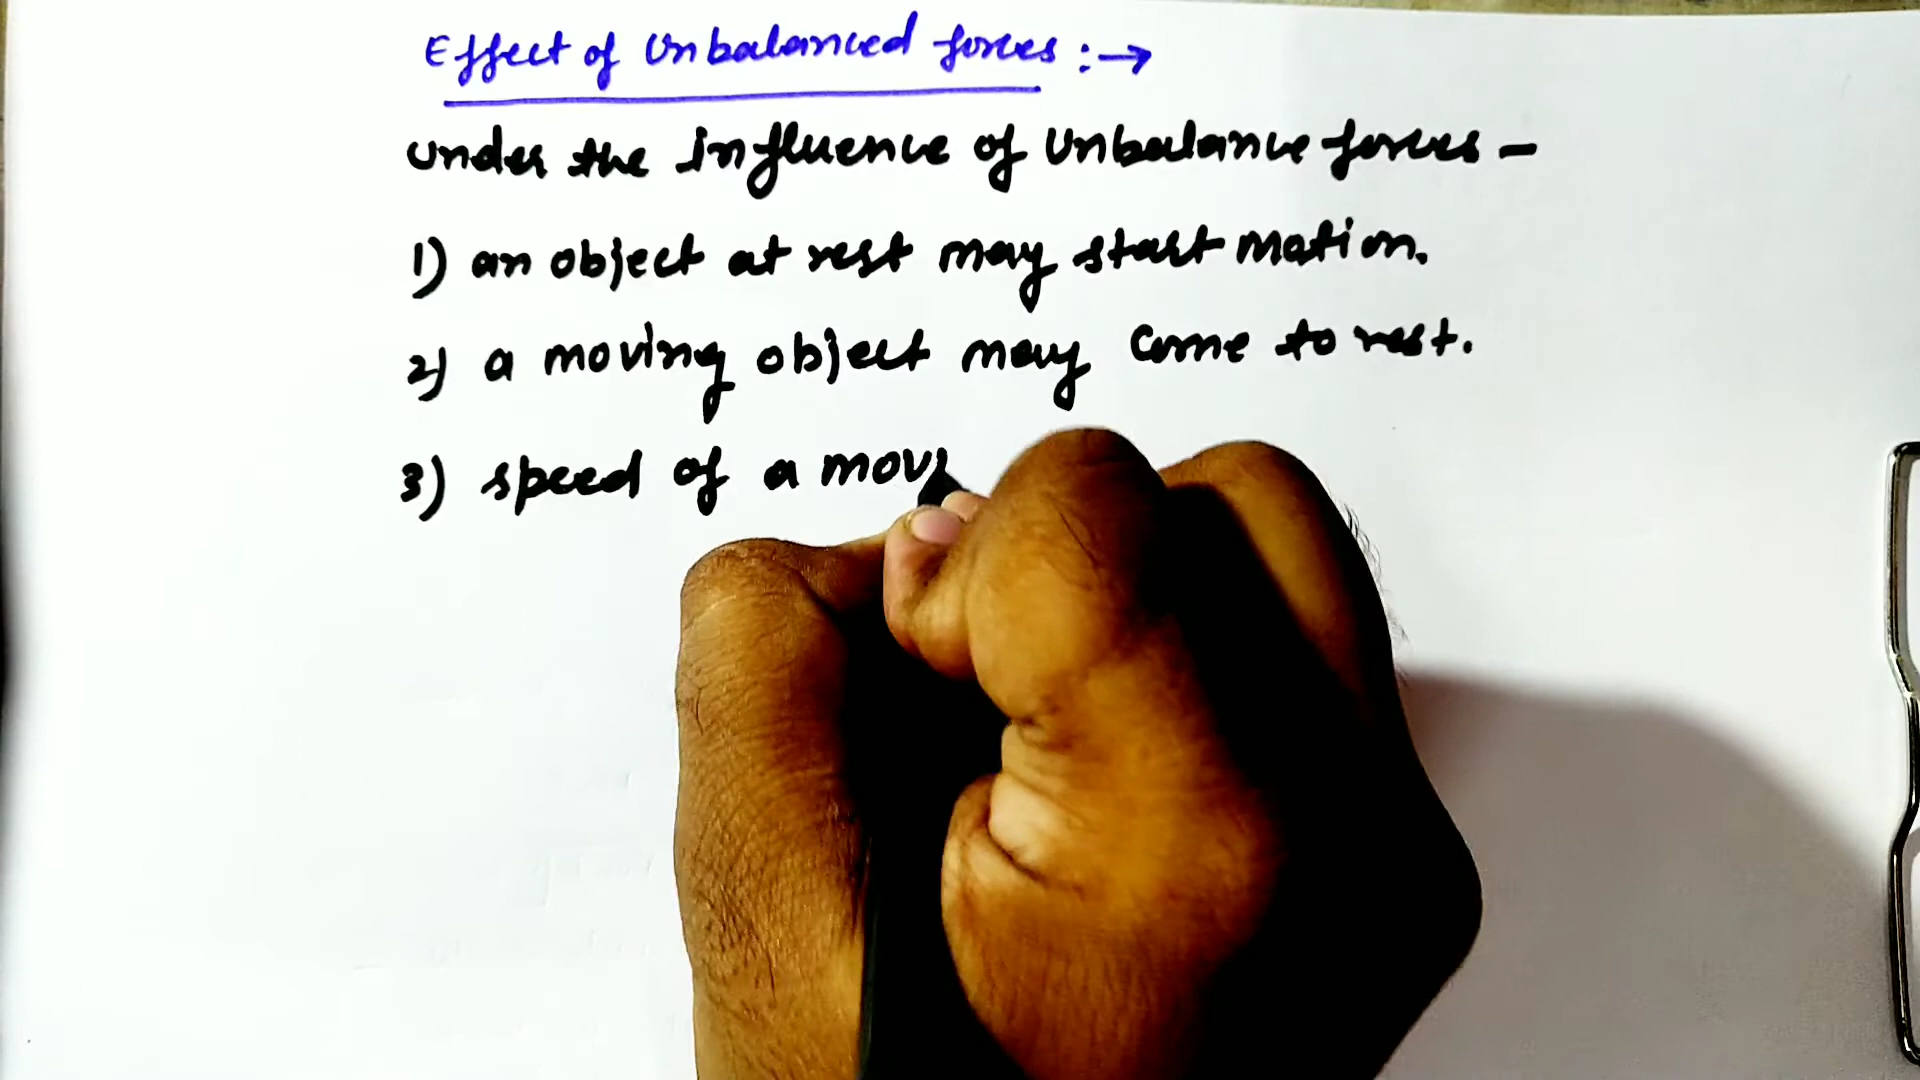 Effect of Unbalanced forces :→
under the influence of Unbalance forces -
1) an object at rest may start motion.
2) a moving object may come to rest.
3) speed of a movi